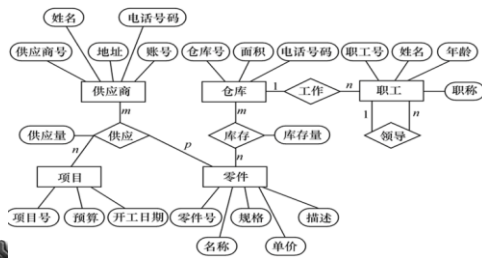 姓名 电话号码
供应商号 地址 账号 仓库号 面积 电话号码 职工号 姓名 年龄
供应商 仓库 1 工作 n 职工 职称
m m 1 n
供应量 供应 库存 库存量 领导
n p n
项目 零件
项目号 预算 开工日期 零件号 规格 描述
名称 单价